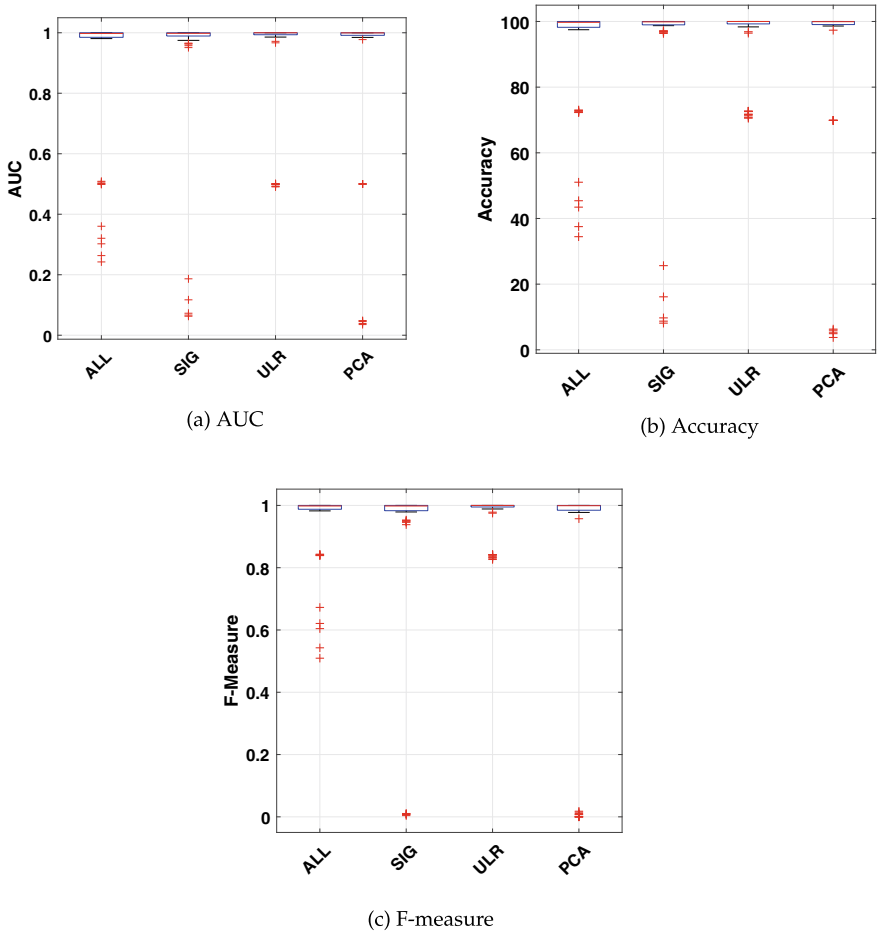 1
0.8
0.6
0.4
0.2
0
AUC
ALL SIG ULR PCA
(a) AUC
100
80
60
40
20
0
Accuracy
ALL SIG ULR PCA
(b) Accuracy
1
0.8
0.6
0.4
0.2
0
F-Measure
ALL SIG ULR PCA
(c) F-measure